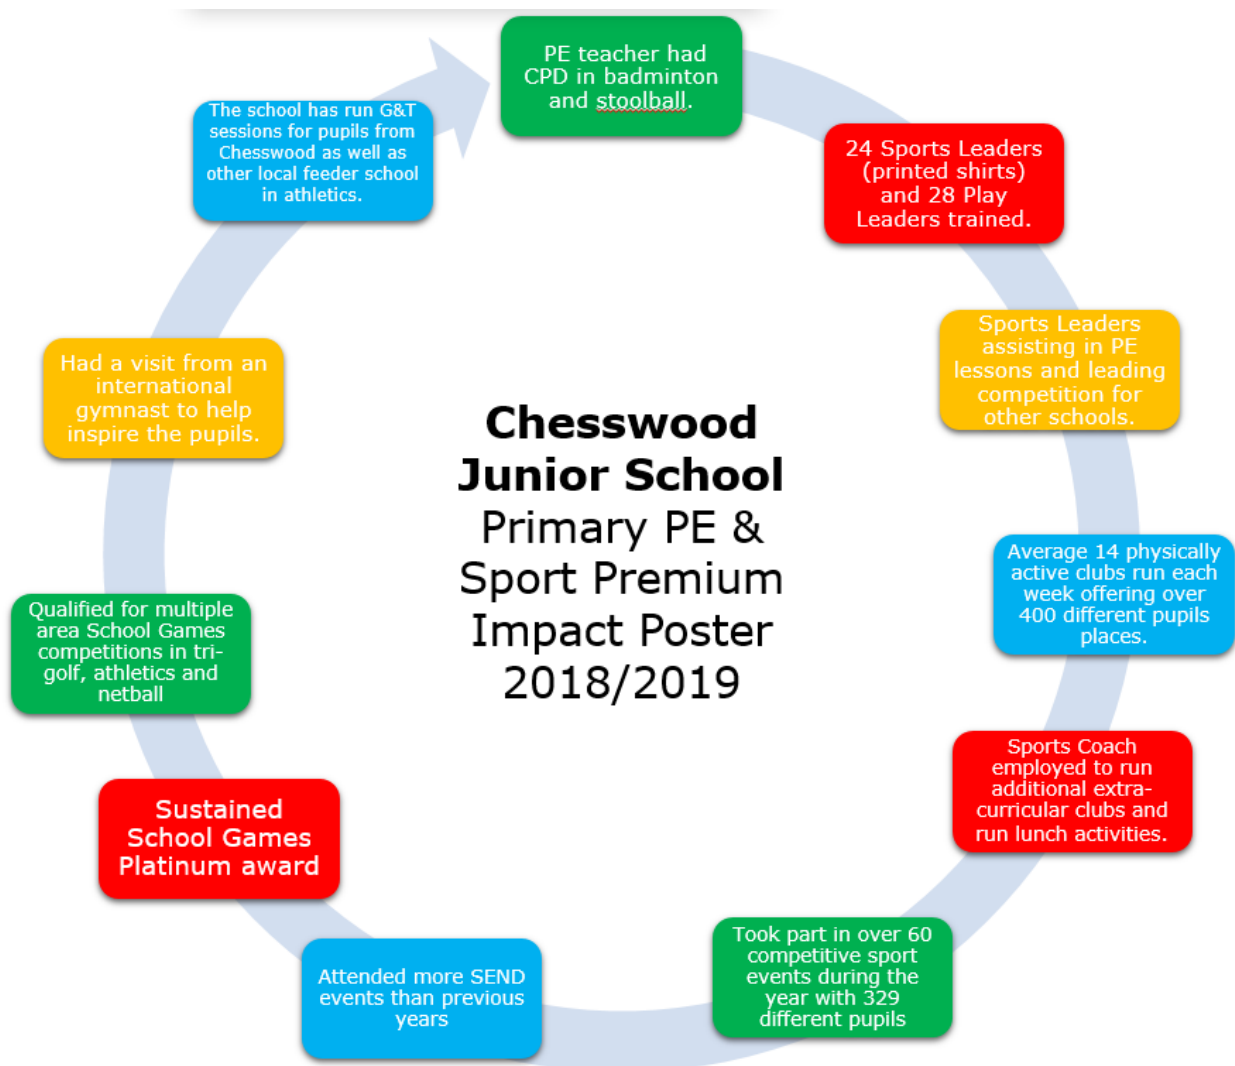 PE teacher had
CPD in badminton
and stoolball.
24 Sports Leaders
(printed shirts)
and 28 Play
Leaders trained.
Sports Leaders
assisting in PE
lessons and leading
competition for
other schools.
Average 14 physically
active clubs run each
week offering over
400 different pupils
places.
Sports Coach
employed to run
additional extra-
curricular clubs and
run lunch activities.
Took part in over 60
competitive sport
events during the
year with 329
different pupils
Attended more SEND
events than previous
years
Sustained
School Games
Platinum award
Qualified for multiple
area School Games
competitions in tri-
golf, athletics and
netball
Had a visit from an
international
gymnast to help
inspire the pupils.
The school has run G&T
sessions for pupils from
Chesswood as well as
other local feeder school
in athletics.
Chesswood
Junior School
Primary PE &
Sport Premium
Impact Poster
2018/2019